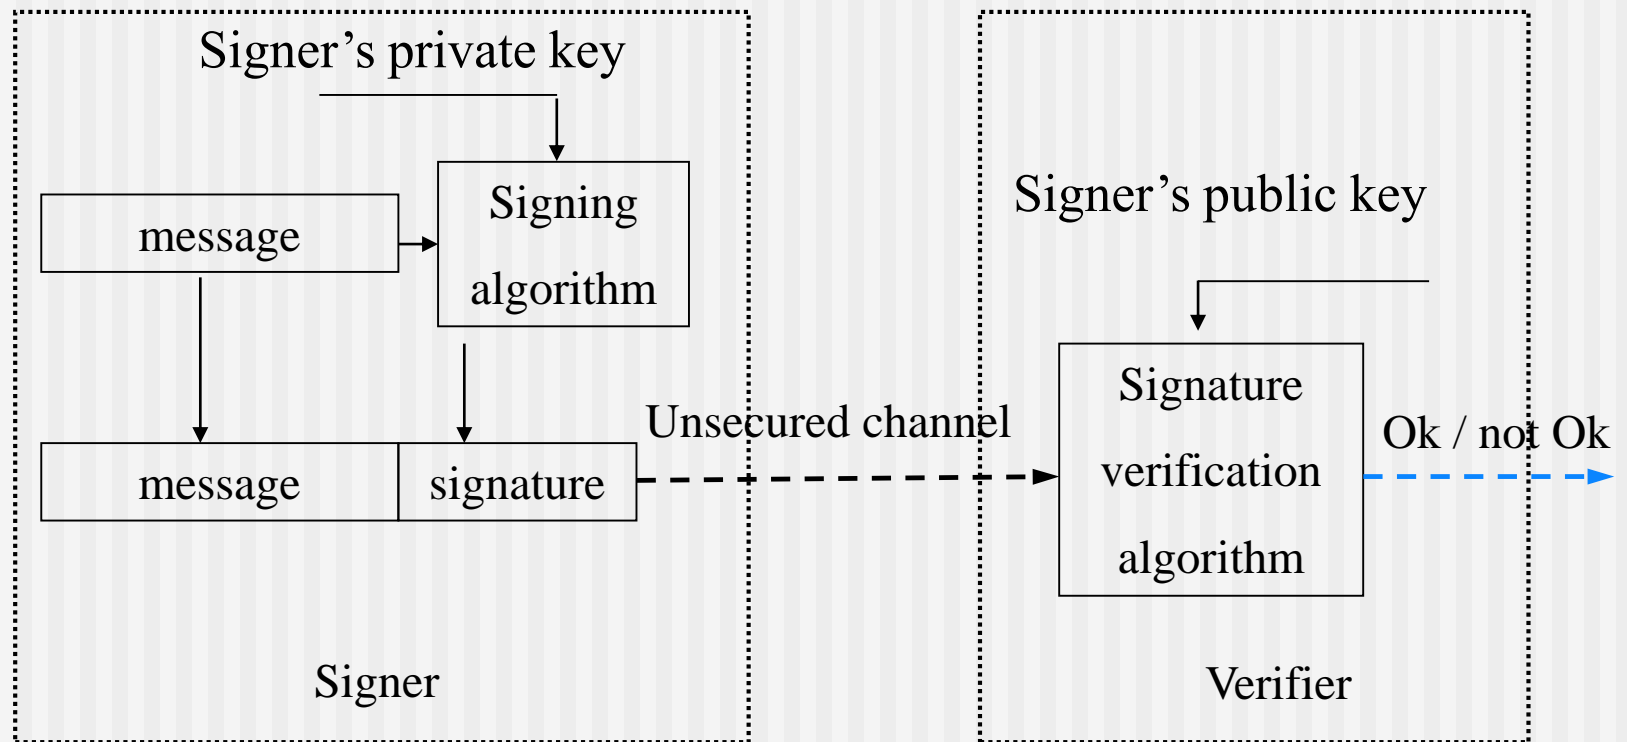 Signer’s private key
message
Signing
algorithm
message
signature
Signer
Unsecured channel
Signer’s public key
Signature
verification
algorithm
Ok / not Ok
Verifier